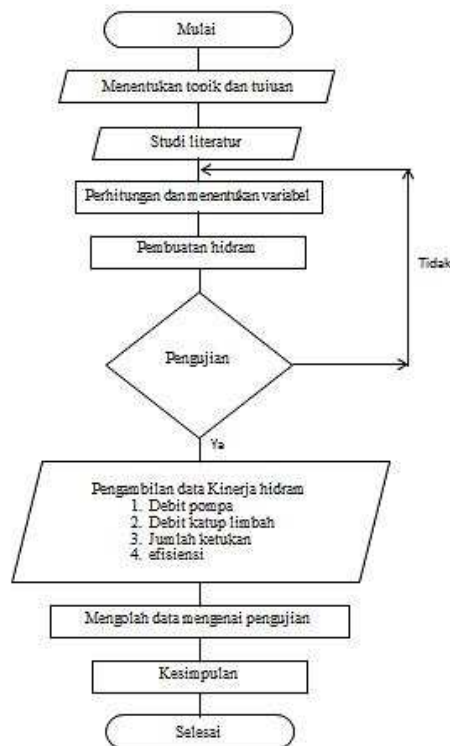 Mulai
Menentukan topik dan tujuan
Studi literatur
Perhitungan dan menentukan variabel
Pembuatan hidram
Tidak
Pengujian
Ya
Pengambilan data Kinerja hidram
1. Debit pompa
2. Debit katup limbah
3. Jumlah ketukan
4. efisiensi
Mengolah data mengenai pengujian
Kesimpulan
Selesai